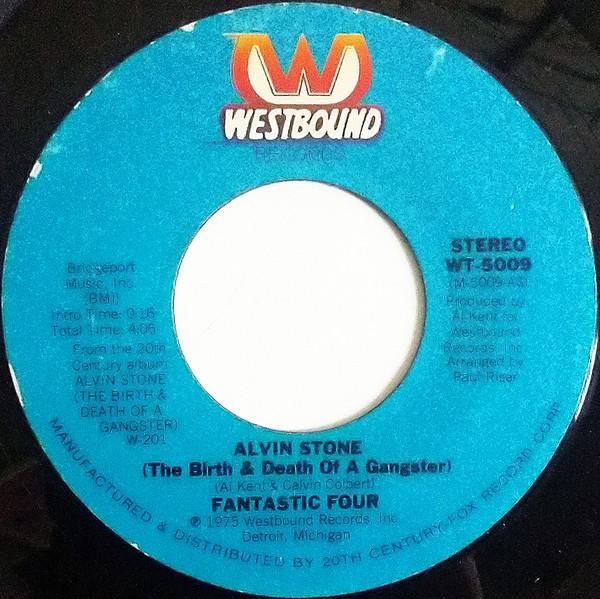 W
WESTBOUND
RECORDS
Bridgeport
Music, Inc.
(BMI)
Intro Time: 0:16
Total Time: 4:06
From the 20th
Century album
ALVIN STONE
(THE BIRTH &
DEATH OF A
GANGSTER)
W-201
STEREO
WT-5009
(M-5009-AS)
Produced by
Al Kent for
Westbound
Records, Inc.
Arranged by
Paul Riser
ALVIN STONE
(The Birth & Death Of A Gangster)
(Al Kent & Calvin Colbert)
FANTASTIC FOUR
℗ 1975 Westbound Records, Inc.
Detroit, Michigan
MANUFACTURED & DISTRIBUTED BY 20TH CENTURY-FOX RECORD CORP.